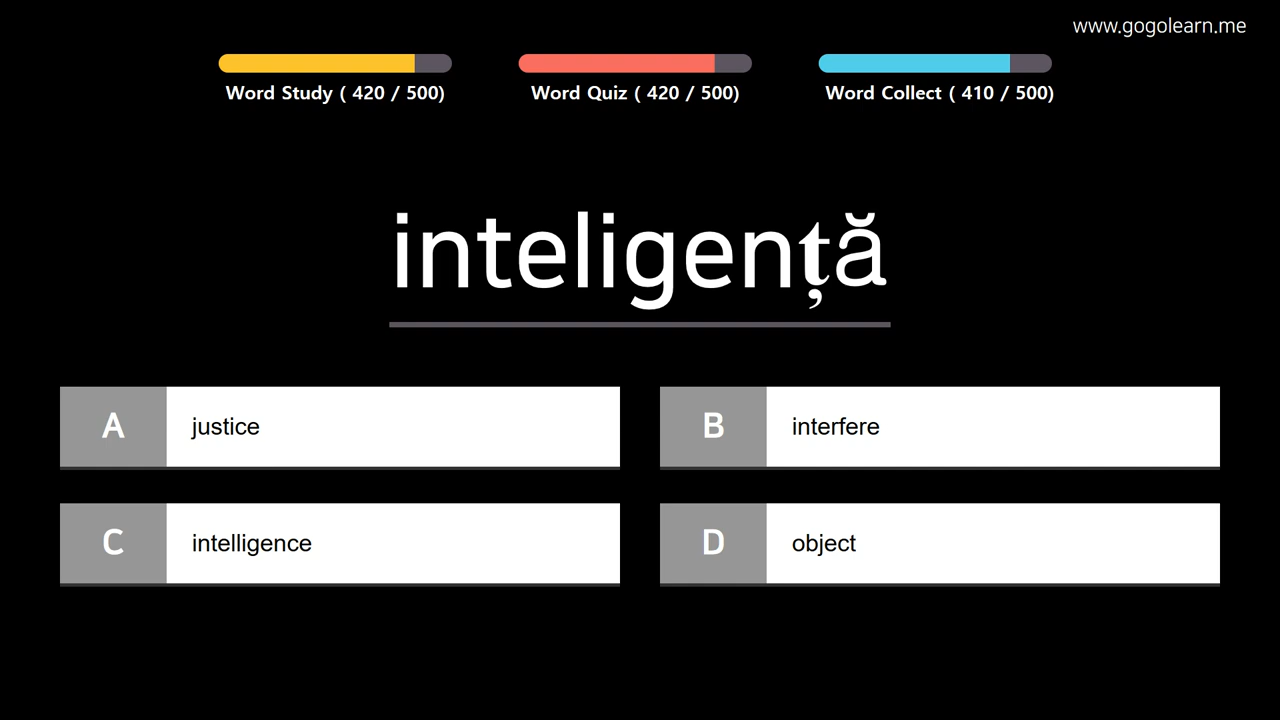 www.gogolearn.me
Word Study ( 420 / 500)
Word Quiz ( 420 / 500)
Word Collect ( 410 / 500)
inteligență
A justice
B interfere
C intelligence
D object